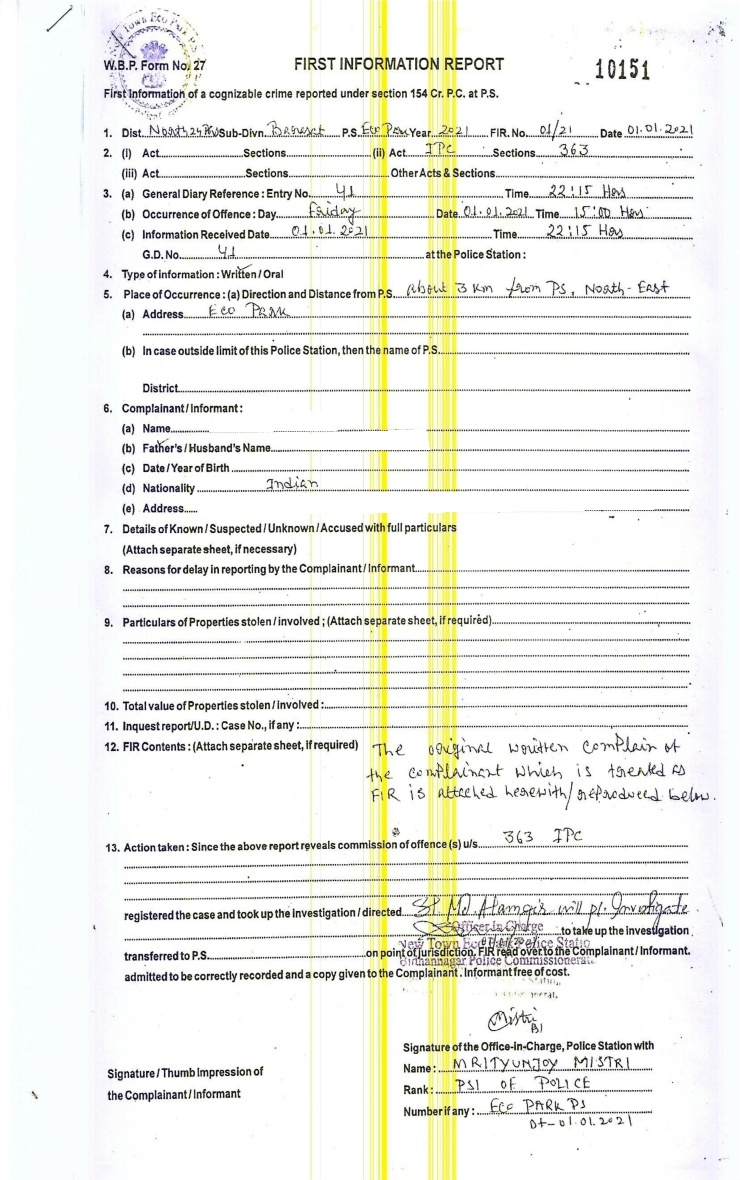 Town Eco Park P.S.
W.B.P. Form No. 27
FIRST INFORMATION REPORT
10151
First Information of a cognizable crime reported under section 154 Cr. P.C. at P.S.
1. Dist. North 24 Sub-Divn. Barasat P.S. Eco Park Year 2021 FIR. No. 01/21 Date 01.01.2021
2. (i) Act.....Sections.....(ii) Act IPC Sections 363
(iii) Act.....Sections.....Other Acts & Sections.....
3. (a) General Diary Reference : Entry No. 41 Time 22:15 Hrs
(b) Occurrence of Offence : Day Friday Date 01.01.2021 Time 15:00 Hrs
(c) Information Received Date 01.01.2021 Time 22:15 Hrs
G.D. No. 41 at the Police Station :
4. Type of information : Written / Oral
5. Place of Occurrence : (a) Direction and Distance from P.S. About 3 Km from PS, North-East
(a) Address ECO PARK
(b) In case outside limit of this Police Station, then the name of P.S.
District
6. Complainant / Informant :
(a) Name
(b) Father's / Husband's Name
(c) Date / Year of Birth
(d) Nationality Indian
(e) Address
7. Details of Known / Suspected / Unknown / Accused with full particulars
(Attach separate sheet, if necessary)
8. Reasons for delay in reporting by the Complainant / Informant
9. Particulars of Properties stolen / involved ; (Attach separate sheet, if required)
10. Total value of Properties stolen / involved :
11. Inquest report/U.D. : Case No., if any :
12. FIR Contents : (Attach separate sheet, If required) The original written complain of
the complainant which is treated as
FIR is attached herewith/reproduced below.
13. Action taken : Since the above report reveals commission of offence (s) u/s 363 IPC
registered the case and took up the investigation / directed SI Md Alamgir will pl. Investigate
Officer-in-Charge
to take up the investigation
New Town Eco Park Police Station
transferred to P.S. on point of jurisdiction. FIR read over to the Complainant / Informant.
Bidhannagar Police Commissionerate
admitted to be correctly recorded and a copy given to the Complainant . Informant free of cost.
Mistri
Signature of the Office-in-Charge, Police Station with
Name : MRITYUNJOY MISTRI
Signature / Thumb Impression of
Rank : PSI OF POLICE
the Complainant / Informant
Number if any : ECO PARK PS
Dt- 01.01.2021